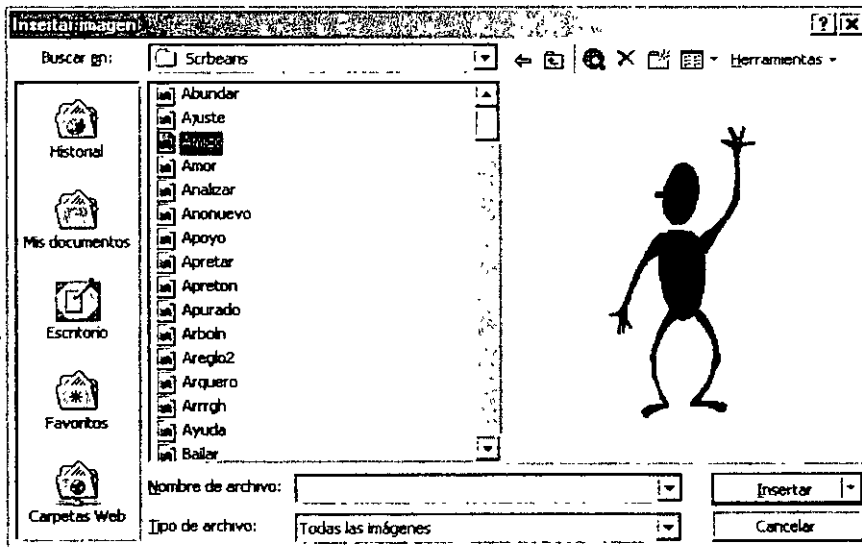 Insertar imagen
Buscar en: Scrbeans Herramientas
Historial
Mis documentos
Escritorio
Favoritos
Carpetas Web
Abundar
Ajuste
Amor
Analizar
Anonuevo
Apoyo
Apretar
Apreton
Apurado
Arboln
Areglo2
Arquero
Arrrgh
Ayuda
Bailar
Nombre de archivo: Insertar
Tipo de archivo: Todas las imágenes Cancelar